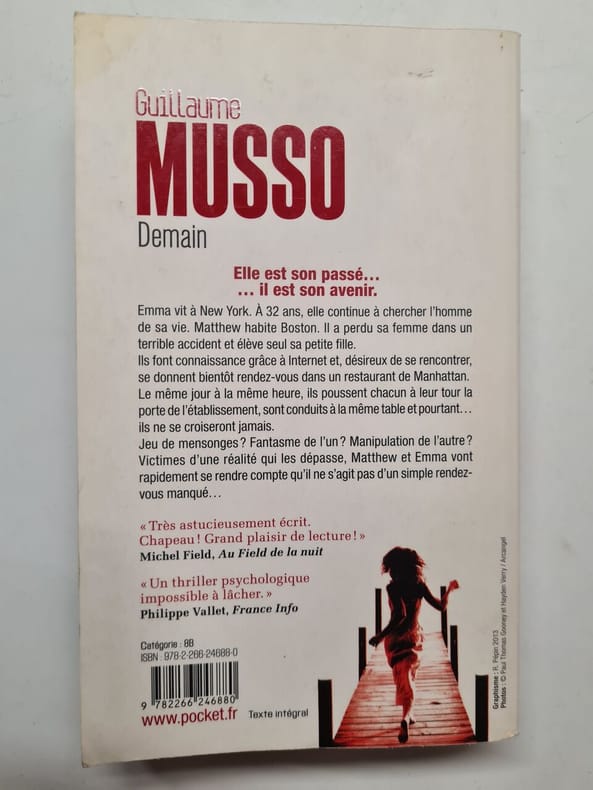 Guillaume
MUSSO
Demain
Elle est son passé…
… il est son avenir.
Emma vit à New York. À 32 ans, elle continue à chercher l'homme
de sa vie. Matthew habite Boston. Il a perdu sa femme dans un
terrible accident et élève seul sa petite fille.
Ils font connaissance grâce à Internet et, désireux de se rencontrer,
se donnent bientôt rendez-vous dans un restaurant de Manhattan.
Le même jour à la même heure, ils poussent chacun à leur tour la
porte de l'établissement, sont conduits à la même table et pourtant…
ils ne se croiseront jamais.
Jeu de mensonges ? Fantasme de l'un ? Manipulation de l'autre ?
Victimes d'une réalité qui les dépasse, Matthew et Emma vont
rapidement se rendre compte qu'il ne s'agit pas d'un simple rendez-
vous manqué…
« Très astucieusement écrit.
Chapeau ! Grand plaisir de lecture ! »
Michel Field, Au Field de la nuit
« Un thriller psychologique
impossible à lâcher. »
Philippe Vallet, France Info
Catégorie : 8B
ISBN : 978-2-266-24688-0
9 782266 246880
www.pocket.fr
Texte intégral
Graphisme : R. Pépin 2013
Photos : © Paul Thomas Gooney et Hayden Verry / Arcangel